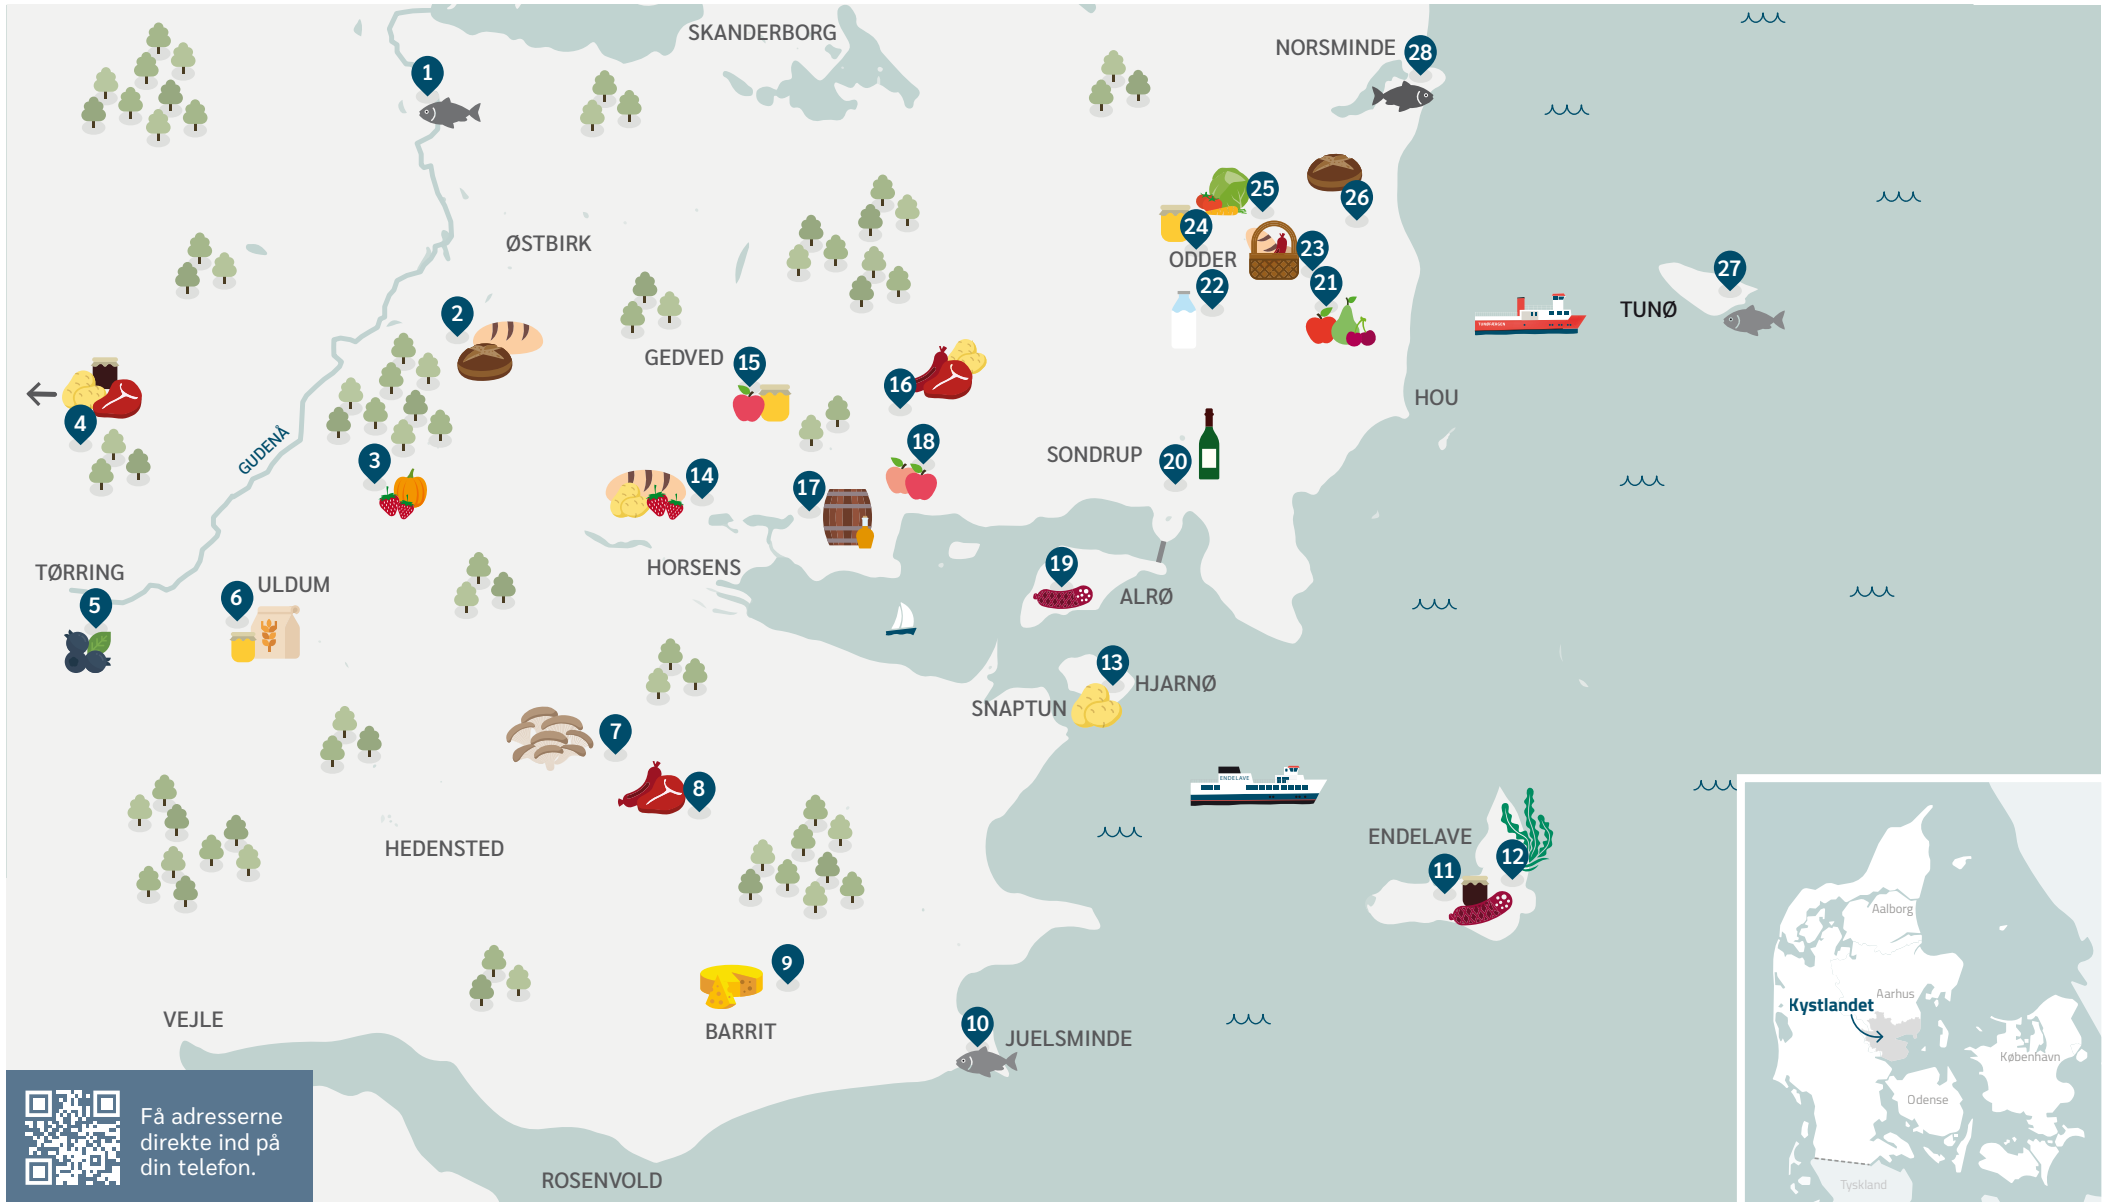 SKANDERBORG
NORSMINDE
28
1
25
26
24
ØSTBIRK
23
ODDER
27
22
21
2
TUNØ
TUNØFÆRGEN
GEDVED
15
16
HOU
4
GUDENÅ
18
SONDRUP
20
3
14
17
HORSENS
19
ALRØ
TØRRING
ULDUM
6
5
13
HJARNØ
SNAPTUN
7
8
ENDELAVE
HEDENSTED
ENDELAVE
12
11
9
BARRIT
VEJLE
10
JUELSMINDE
ROSENVOLD
Få adresserne
direkte ind på
din telefon.
Aalborg
Aarhus
Kystlandet
København
Odense
Tyskland